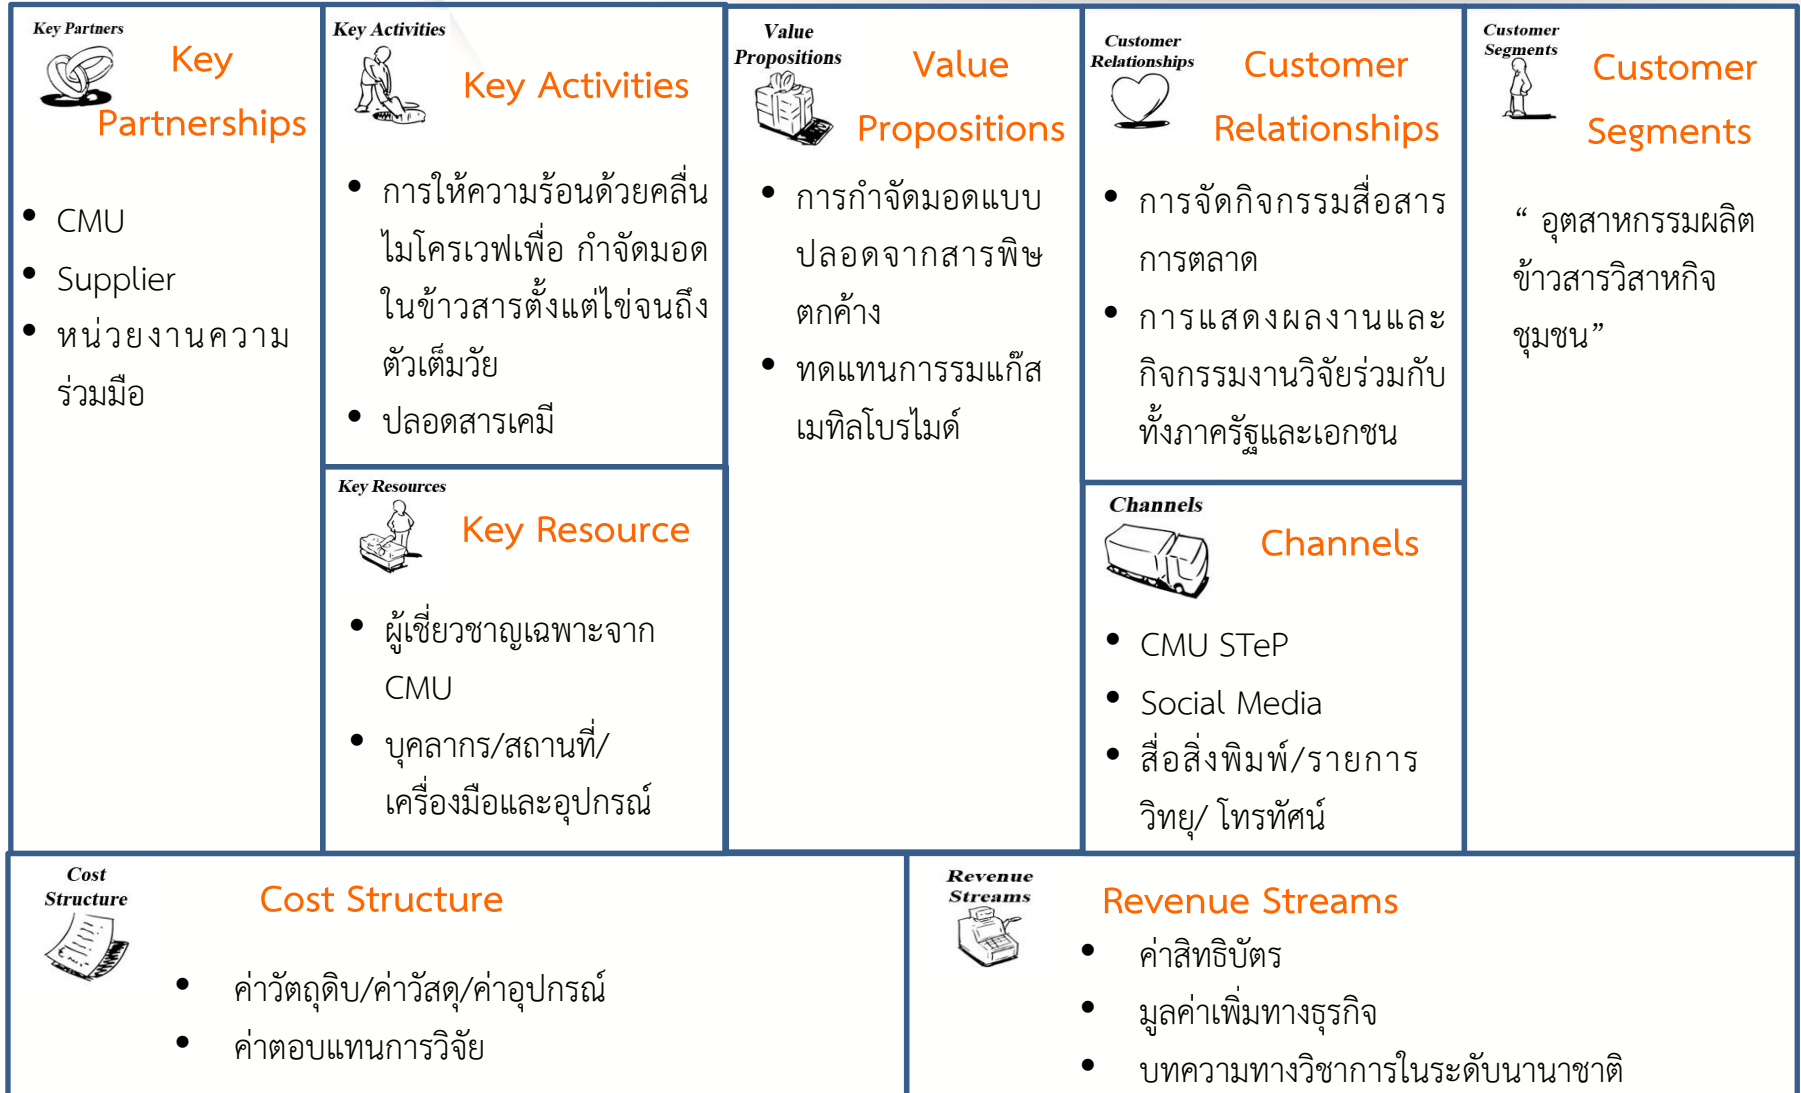 Key Partners
Key
Partnerships
• CMU
• Supplier
• หน่วยงานความ
ร่วมมือ
Key Activities
Key Activities
• การให้ความร้อนด้วยคลื่น
ไมโครเวฟเพื่อ กำจัดมอด
ในข้าวสารตั้งแต่ไข่จนถึง
ตัวเต็มวัย
• ปลอดสารเคมี
Key Resources
Key Resource
• ผู้เชี่ยวชาญเฉพาะจาก
CMU
• บุคลากร/สถานที่/
เครื่องมือและอุปกรณ์
Value
Propositions
Value
Propositions
• การกำจัดมอดแบบ
ปลอดจากสารพิษ
ตกค้าง
• ทดแทนการรมแก๊ส
เมทิลโบรไมด์
Customer
Relationships
Customer
Relationships
• การจัดกิจกรรมสื่อสาร
การตลาด
• การแสดงผลงานและ
กิจกรรมงานวิจัยร่วมกับ
ทั้งภาครัฐและเอกชน
Channels
Channels
• CMU STeP
• Social Media
• สื่อสิ่งพิมพ์/รายการ
วิทยุ/ โทรทัศน์
Customer
Segments
Customer
Segments
“ อุตสาหกรรมผลิต
ข้าวสารวิสาหกิจ
ชุมชน”
Cost
Structure
Cost Structure
• ค่าวัตถุดิบ/ค่าวัสดุ/ค่าอุปกรณ์
• ค่าตอบแทนการวิจัย
Revenue
Streams
Revenue Streams
• ค่าสิทธิบัตร
• มูลค่าเพิ่มทางธุรกิจ
• บทความทางวิชาการในระดับนานาชาติ